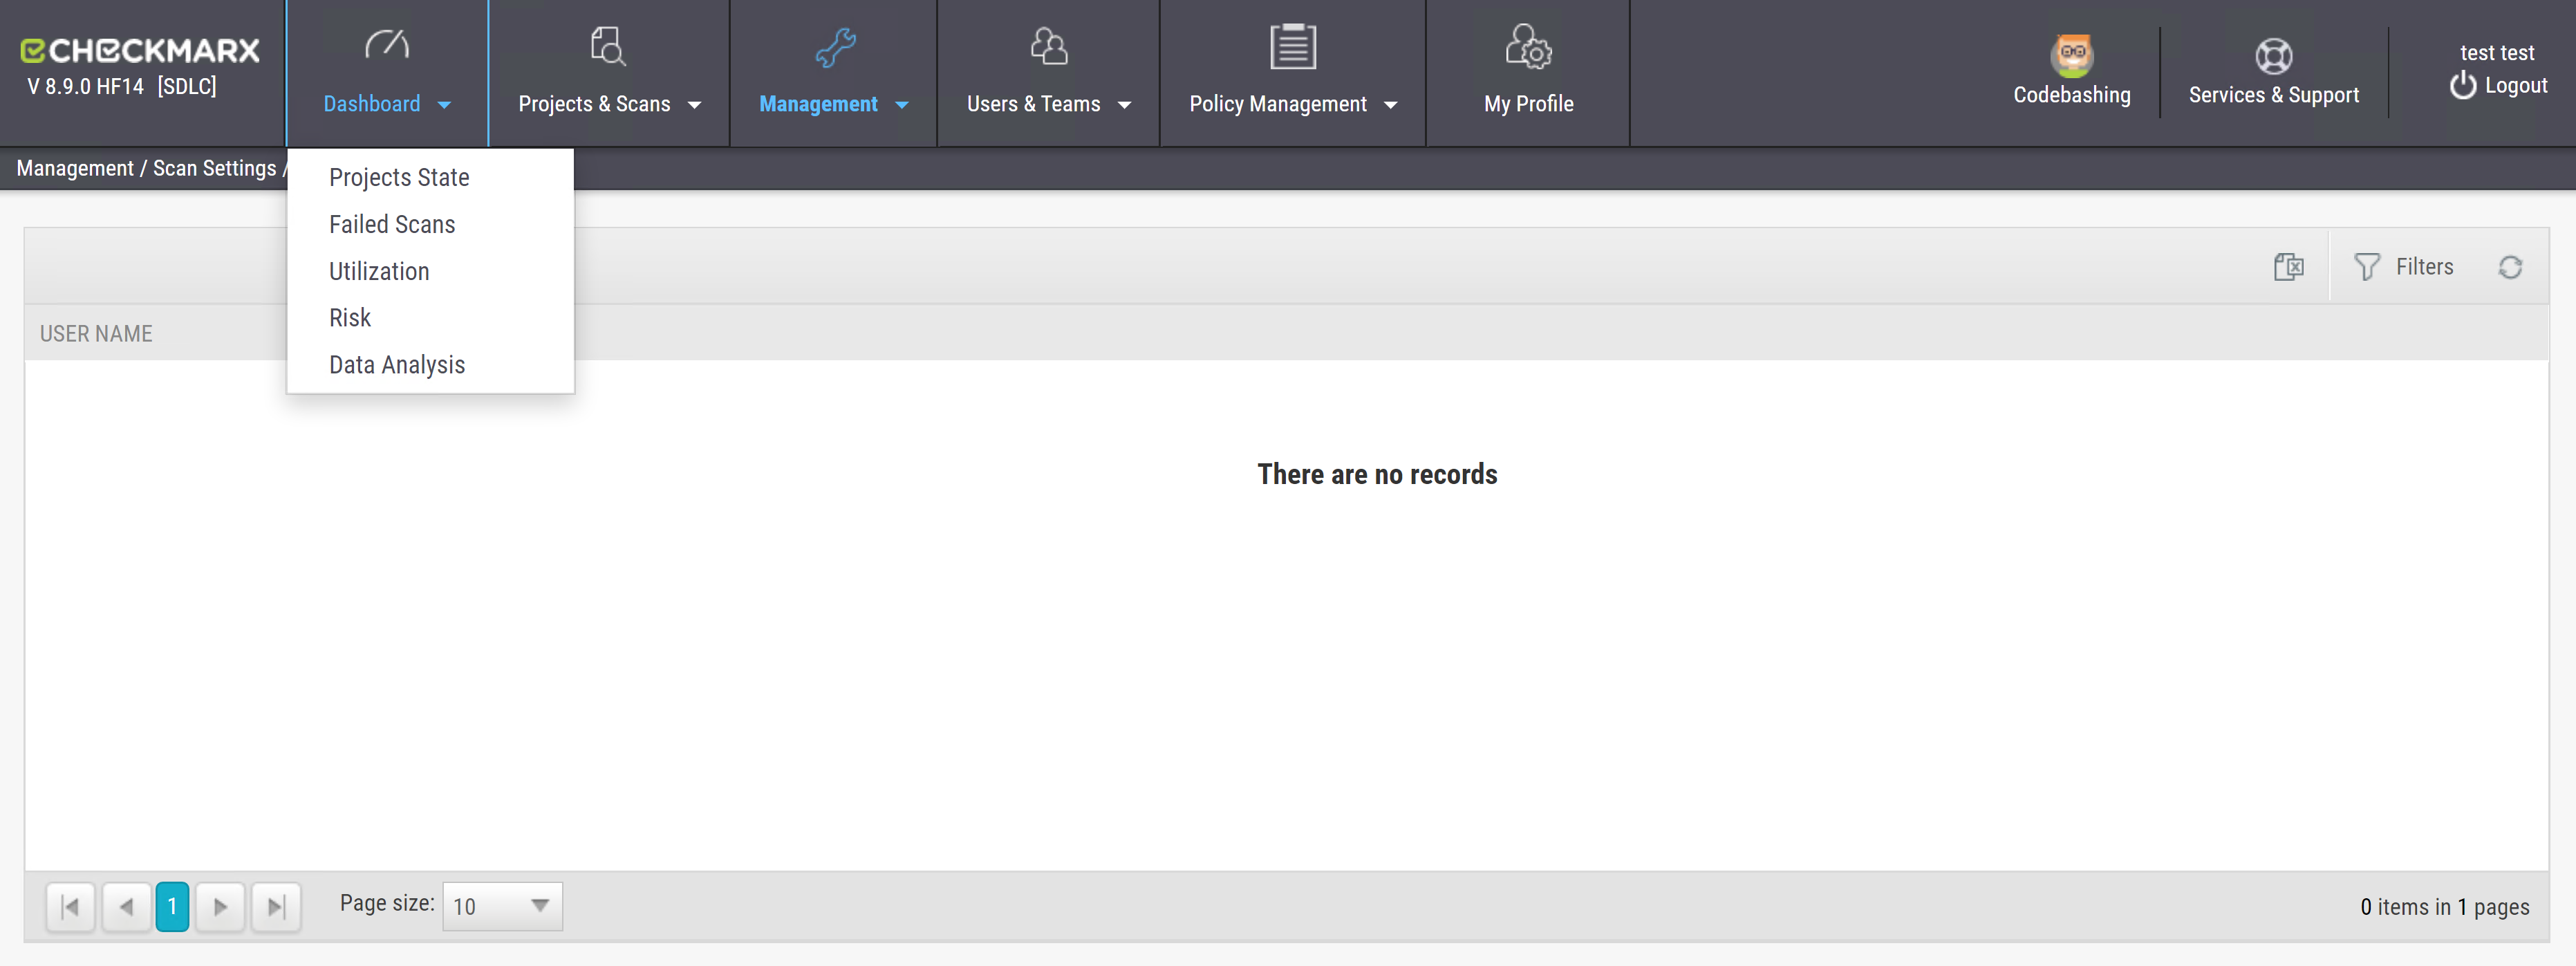 CHECKMARX
V 8.9.0 HF14 [SDLC]
Dashboard
Projects & Scans
Management
Users & Teams
Policy Management
My Profile
Codebashing
Services & Support
test test
Logout
Management / Scan Settings /
Projects State
Failed Scans
Utilization
Risk
Data Analysis
Filters
USER NAME
There are no records
1
Page size: 10
0 items in 1 pages